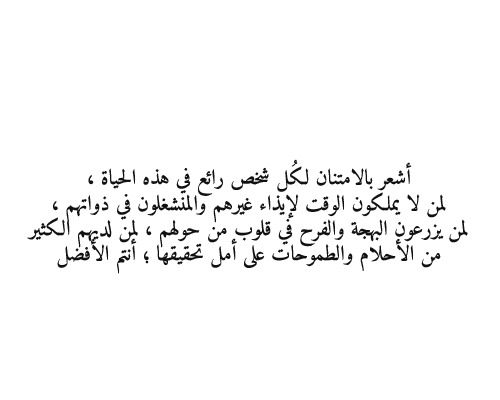 أشعر بالامتنان لكُل شخص رائع في هذه الحياة ،
لمن لا يملكون الوقت لإيذاء غيرهم والمنشغلون في ذواتهم ،
لمن يزرعون البهجة والفرح في قلوب من حولهم ، لمن لديهم الكثير
من الأحلام والطموحات على أمل تحقيقها ؛ أنتم الأفضل